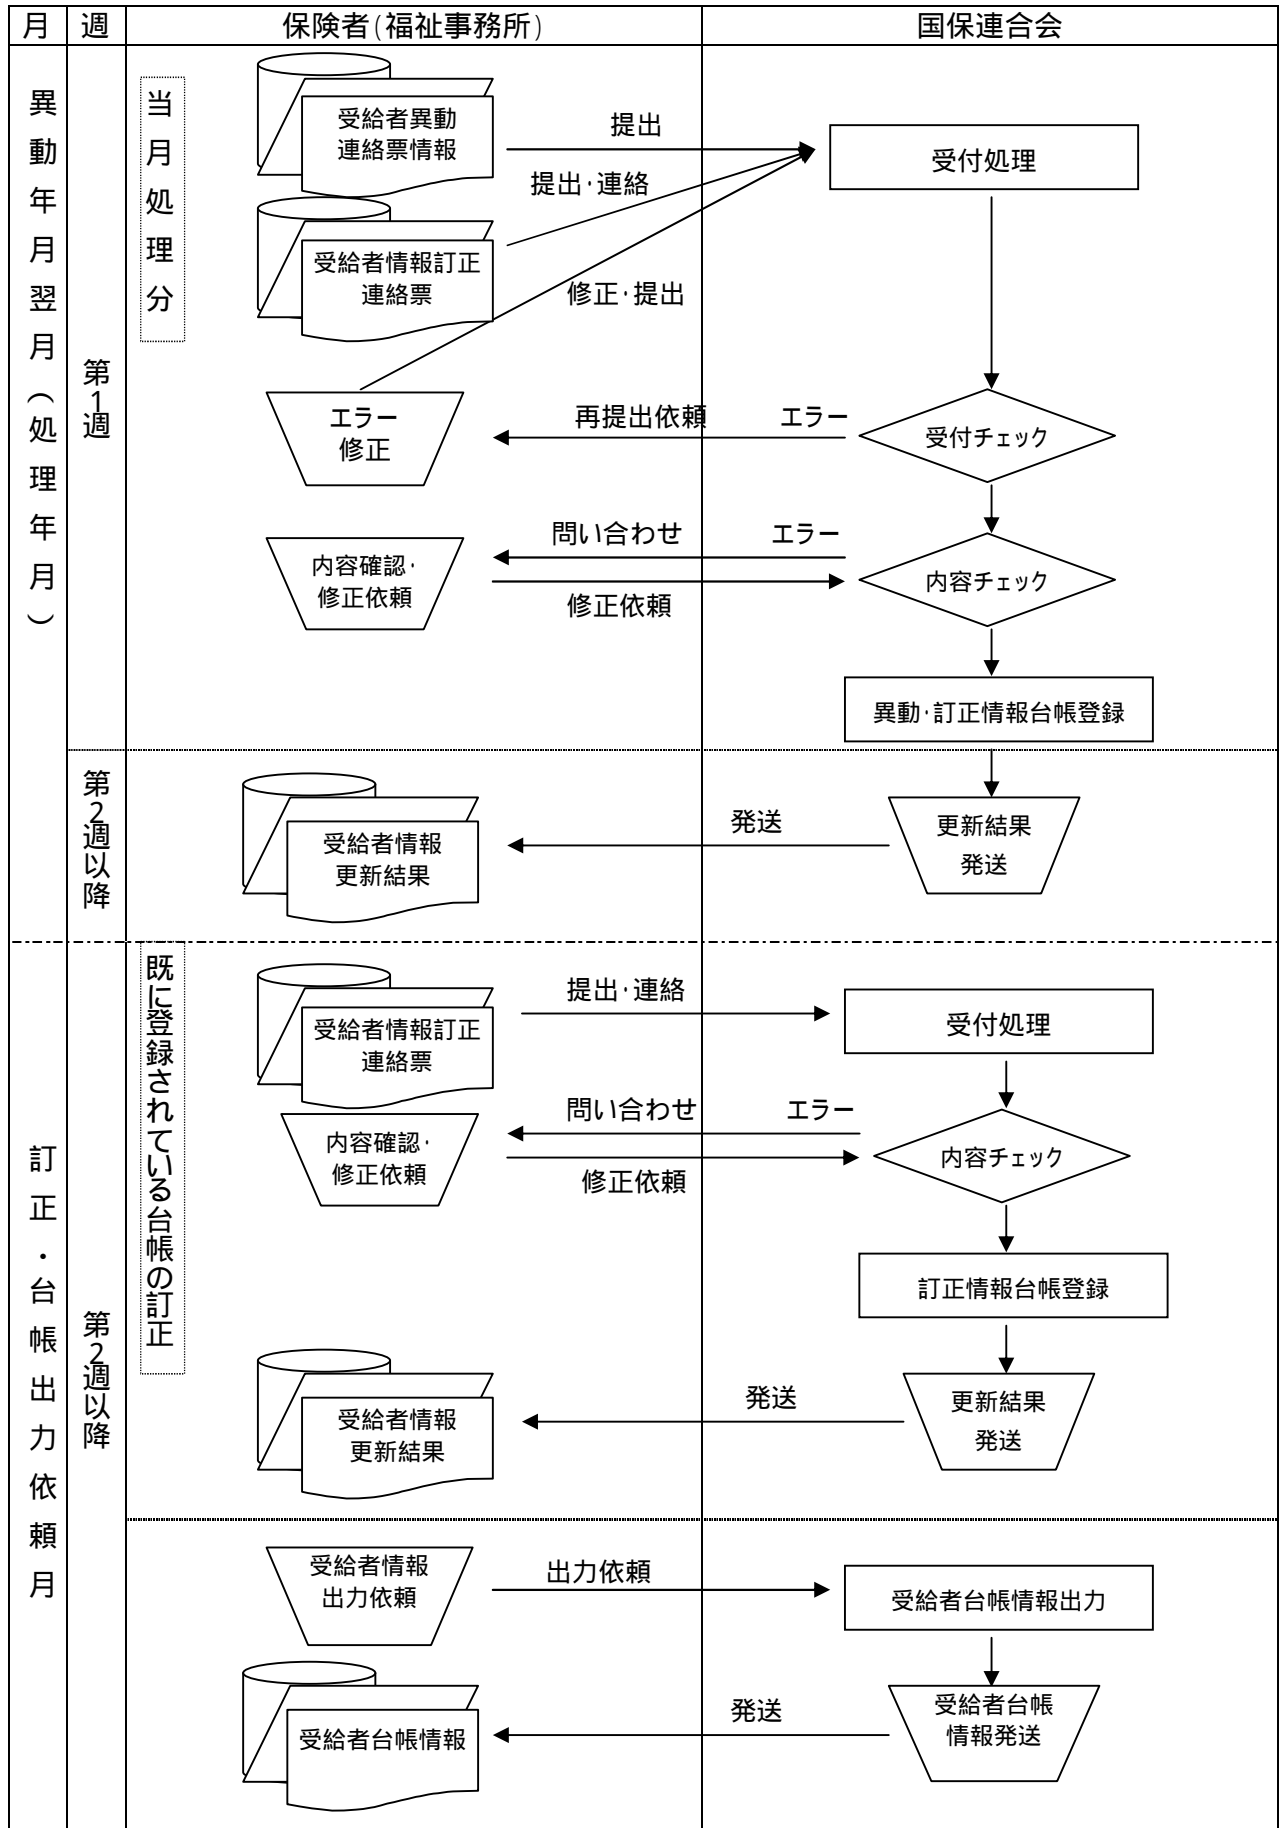 月
週
保険者(福祉事務所)
国保連合会
異動年月翌月(処理年月)
第1週
当月処理分
受給者異動
連絡票情報
提出
受付処理
提出・連絡
受給者情報訂正
連絡票
修正・提出
エラー
修正
再提出依頼
エラー
受付チェック
問い合わせ
エラー
内容確認・
修正依頼
修正依頼
内容チェック
異動・訂正情報台帳登録
第2週以降
受給者情報
更新結果
発送
更新結果
発送
訂正・台帳出力依頼月
第2週以降
既に登録されている台帳の訂正
受給者情報訂正
連絡票
提出・連絡
受付処理
問い合わせ
エラー
内容確認・
修正依頼
修正依頼
内容チェック
訂正情報台帳登録
受給者情報
更新結果
発送
更新結果
発送
受給者情報
出力依頼
出力依頼
受給者台帳情報出力
受給者台帳情報
発送
受給者台帳
情報発送